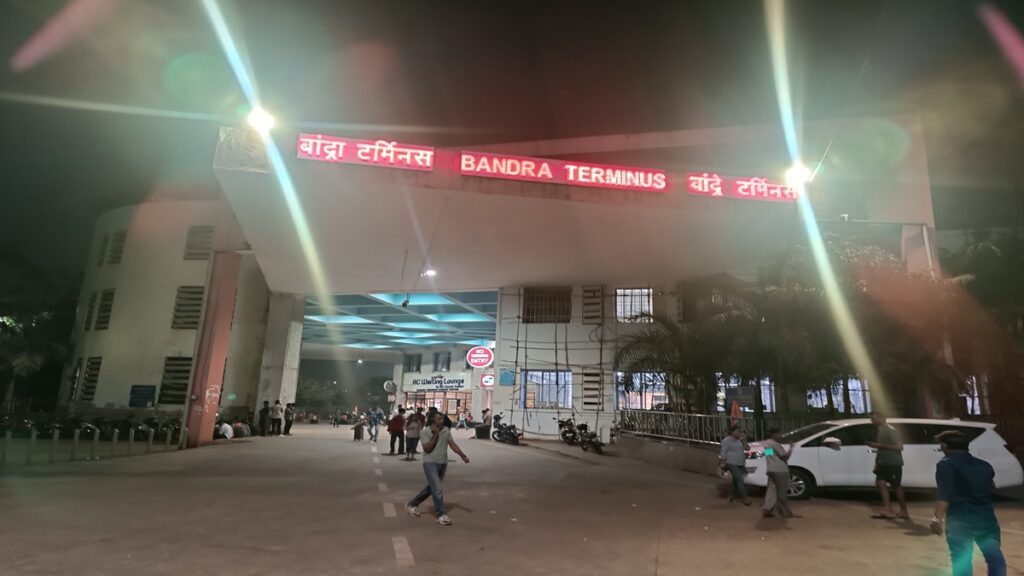 बांद्रा टर्मिनस
BANDRA TERMINUS
वांद्रे टर्मिनस
NO
ENTRY
AC Waiting Lounge